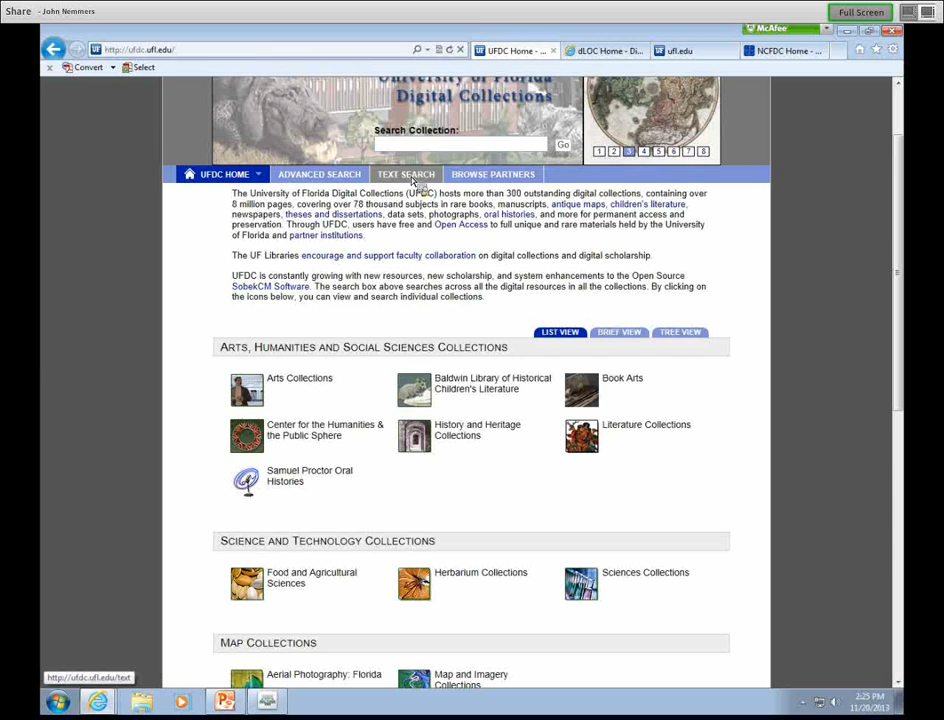 Share - John Nemmers
Full Screen
McAfee
http://ufdc.ufl.edu/
UFDC Home - ...
dLOC Home - Di...
ufl.edu
NCFDC Home - ...
x Convert Select
University of Florida
Digital Collections
Search Collection:
Go
1 2 3 4 5 6 7 8
UFDC HOME ADVANCED SEARCH TEXT SEARCH BROWSE PARTNERS
The University of Florida Digital Collections (UFDC) hosts more than 300 outstanding digital collections, containing over
8 million pages, covering over 78 thousand subjects in rare books, manuscripts, antique maps, children's literature,
newspapers, theses and dissertations, data sets, photographs, oral histories, and more for permanent access and
preservation. Through UFDC, users have free and Open Access to full unique and rare materials held by the University
of Florida and partner institutions.
The UF Libraries encourage and support faculty collaboration on digital collections and digital scholarship.
UFDC is constantly growing with new resources, new scholarship, and system enhancements to the Open Source
SobekCM Software. The search box above searches across all the digital resources in all the collections. By clicking on
the icons below, you can view and search individual collections.
LIST VIEW BRIEF VIEW TREE VIEW
ARTS, HUMANITIES AND SOCIAL SCIENCES COLLECTIONS
Arts Collections
Baldwin Library of Historical
Children's Literature
Book Arts
Center for the Humanities &
the Public Sphere
History and Heritage
Collections
Literature Collections
Samuel Proctor Oral
Histories
SCIENCE AND TECHNOLOGY COLLECTIONS
Food and Agricultural
Sciences
Herbarium Collections
Sciences Collections
MAP COLLECTIONS
Aerial Photography: Florida
Map and Imagery
Collections
http://ufdc.ufl.edu/text
2:25 PM
11/20/2013